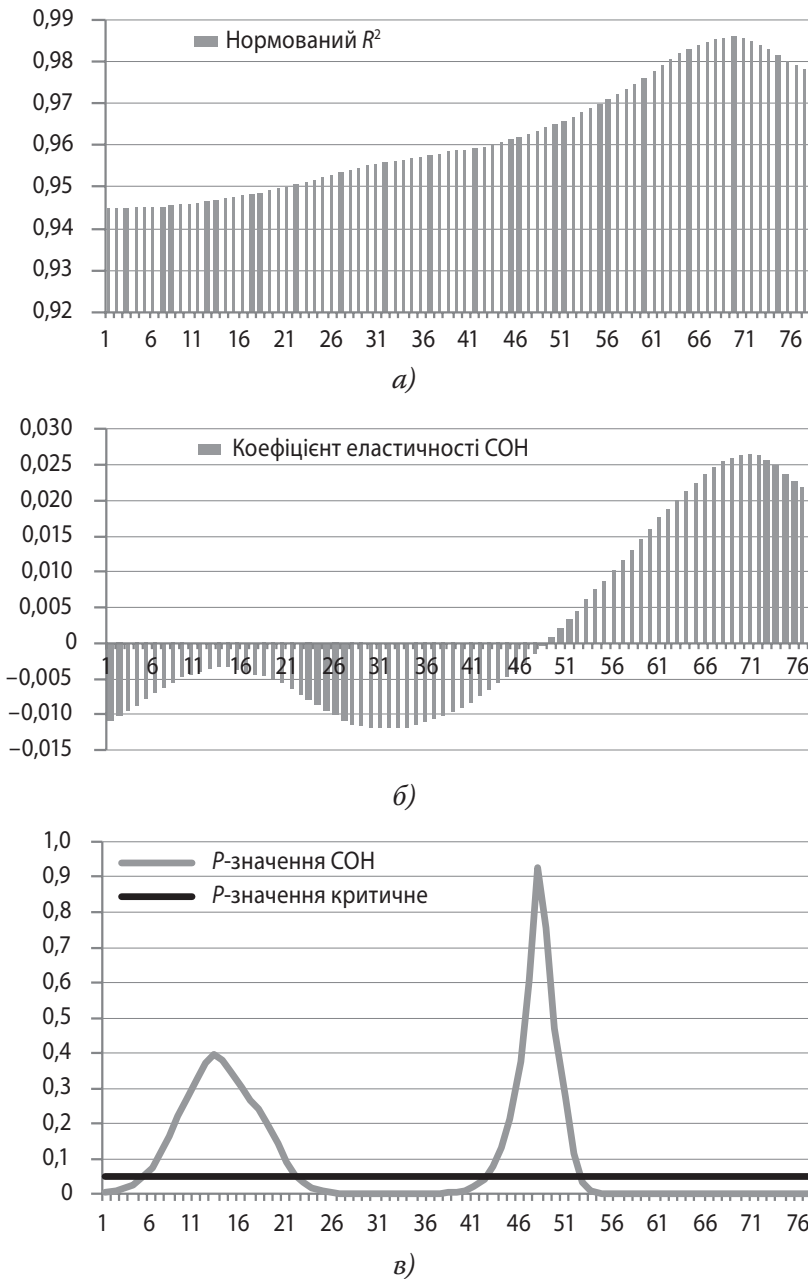 0,99
Нормований R²
0,98
0,97
0,96
0,95
0,94
0,93
0,92
1 6 11 16 21 26 31 36 41 46 51 56 61 66 71 76
а)
0,030
Коефіцієнт еластичності СОН
0,025
0,020
0,015
0,010
0,005
0
1 6 11 16 21 26 31 36 41 46 51 56 61 66 71 76
–0,005
–0,010
–0,015
б)
1,0
P-значення СОН
0,9
P-значення критичне
0,8
0,7
0,6
0,5
0,4
0,3
0,2
0,1
0
1 6 11 16 21 26 31 36 41 46 51 56 61 66 71 76
в)